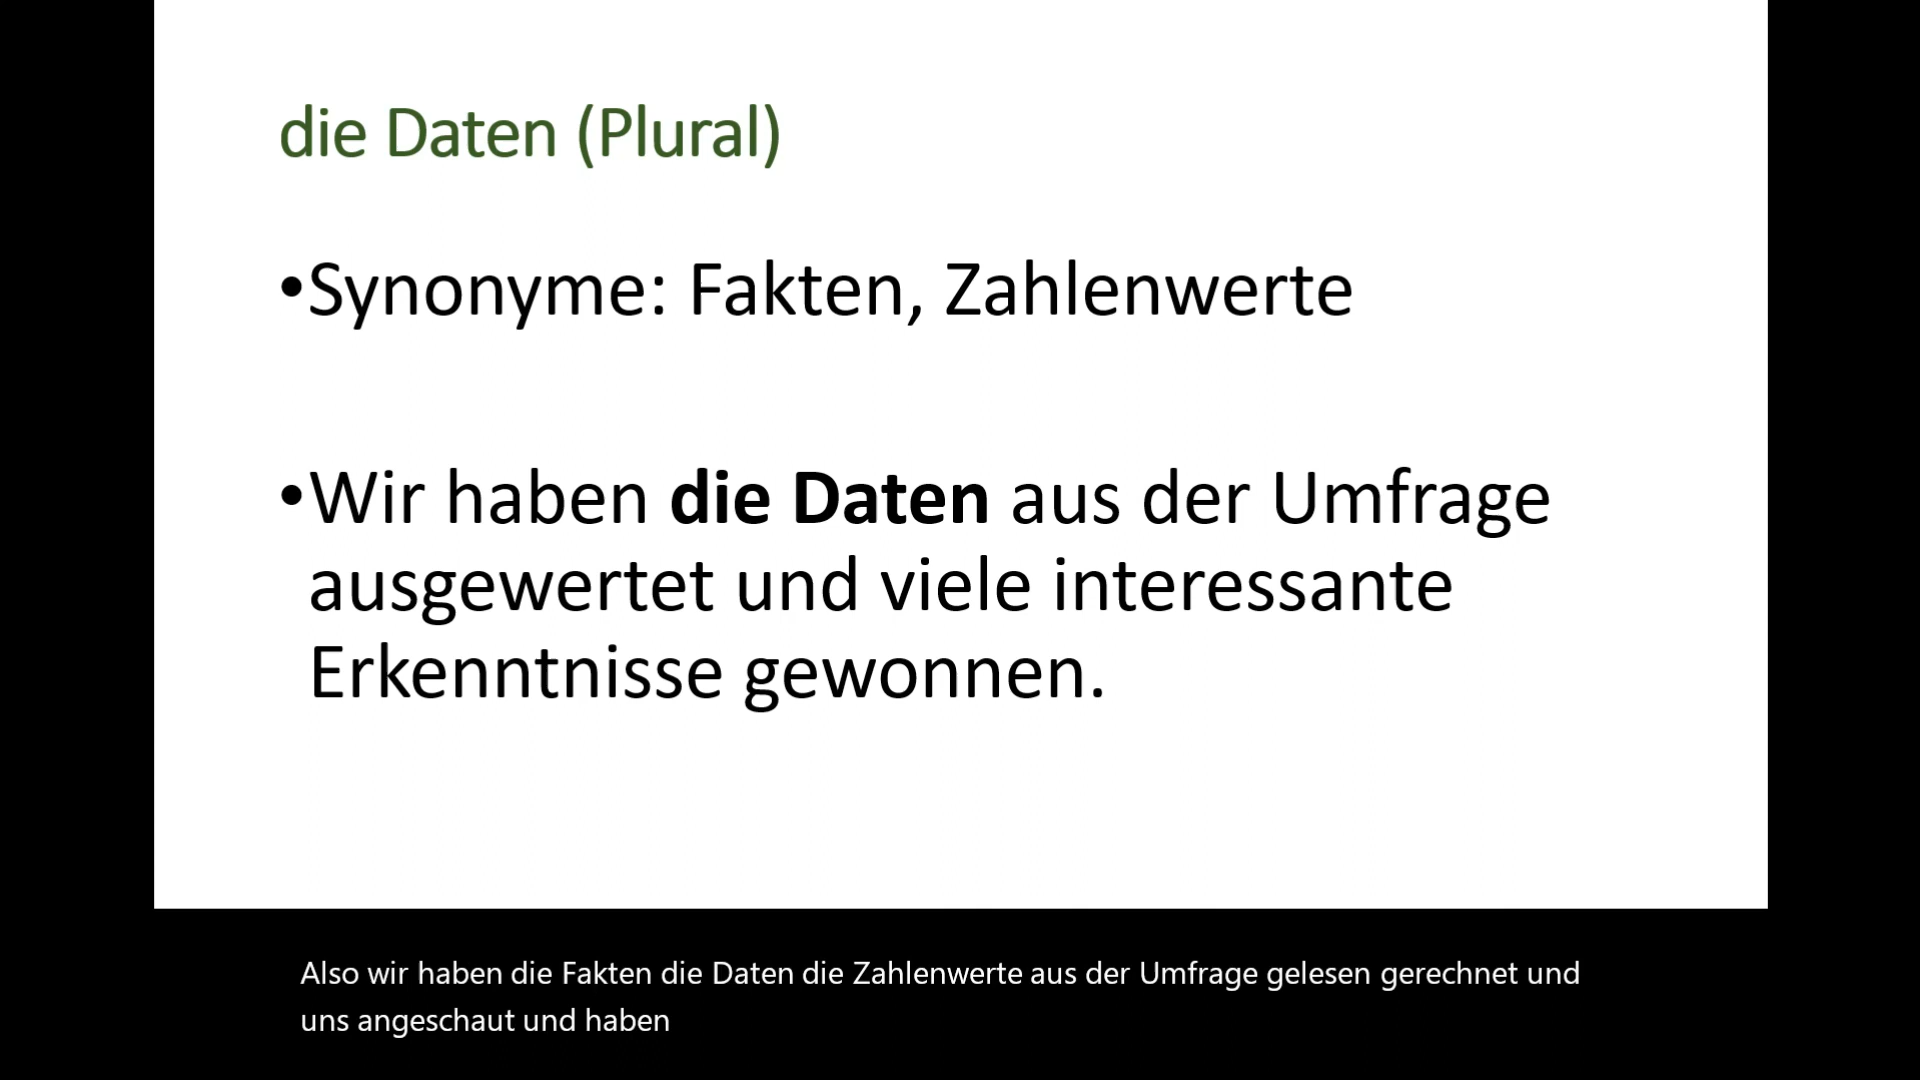 die Daten (Plural)
•Synonyme: Fakten, Zahlenwerte
•Wir haben die Daten aus der Umfrage
ausgewertet und viele interessante
Erkenntnisse gewonnen.
Also wir haben die Fakten die Daten die Zahlenwerte aus der Umfrage gelesen gerechnet und
uns angeschaut und haben